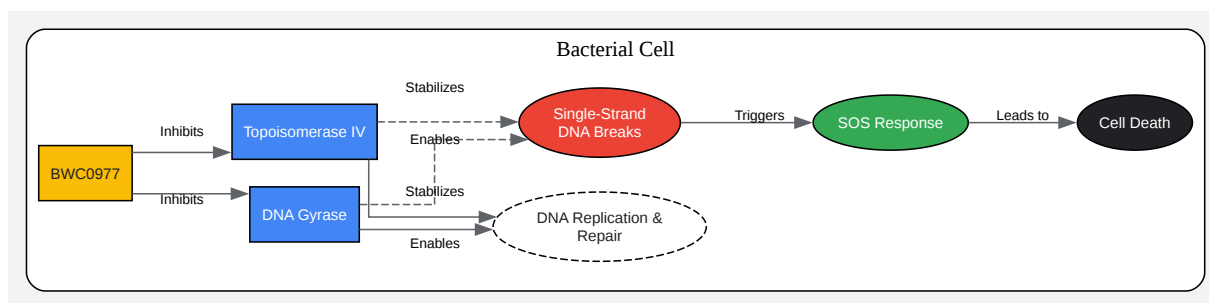 Bacterial Cell
Stabilizes
Single-Strand
DNA Breaks
Triggers
SOS Response
Leads to
Cell Death
Inhibits
Topoisomerase IV
Enables
BWC0977
Inhibits
DNA Gyrase
Stabilizes
DNA Replication &
Repair
Enables